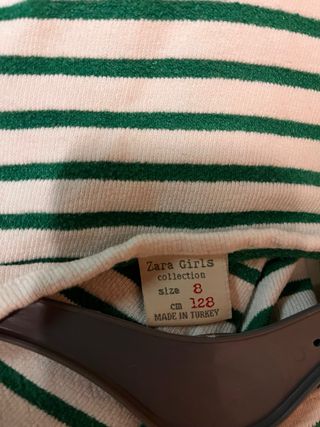 Zara Girls
collection
size 8
cm 128
MADE IN TURKEY